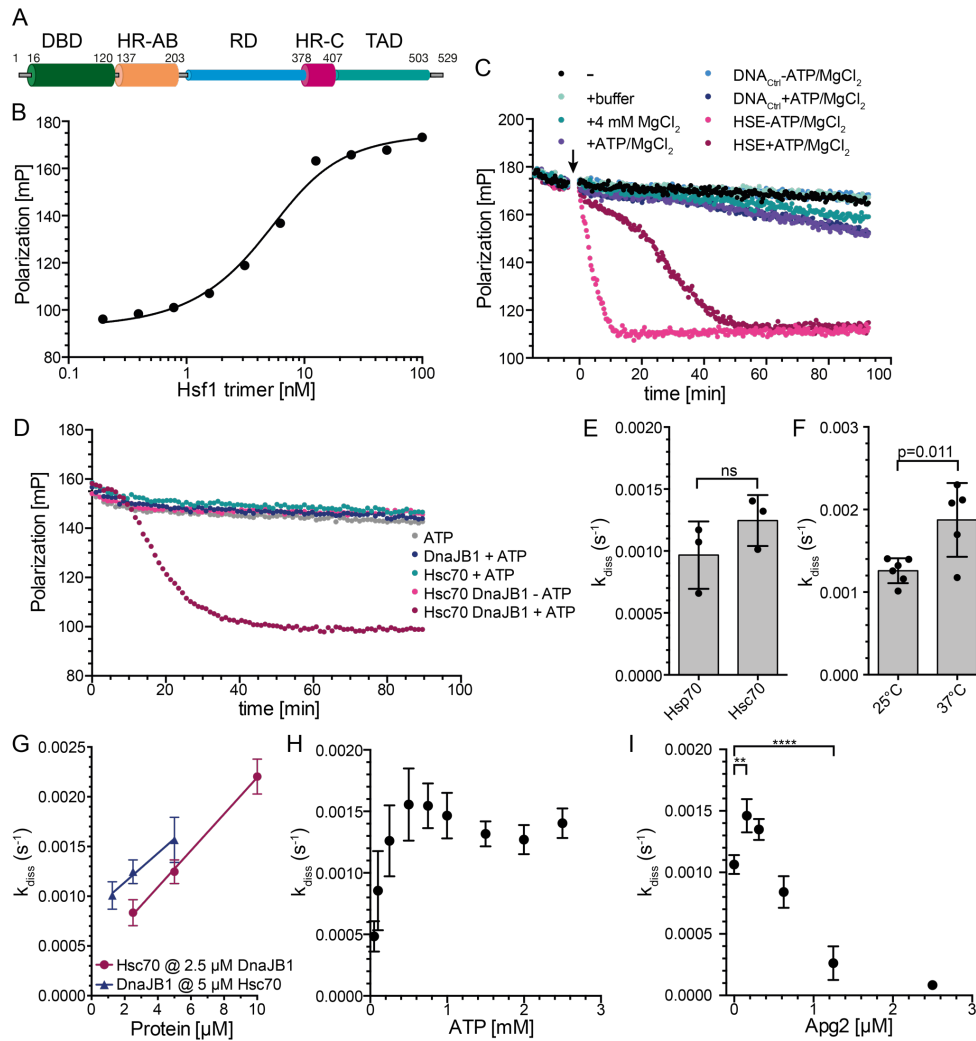 A
DBD HR-AB RD HR-C TAD
1 16 120 137 203 378 407 503 529
B
180
160
140
120
100
80
Polarization [mP]
0.1 1 10 100
Hsf1 trimer [nM]
C
–
+buffer
+4 mM MgCl2
+ATP/MgCl2
DNACtrl-ATP/MgCl2
DNACtrl+ATP/MgCl2
HSE-ATP/MgCl2
HSE+ATP/MgCl2
200
180
160
140
120
100
Polarization [mP]
0 20 40 60 80 100
time [min]
D
180
160
140
120
100
80
Polarization [mP]
ATP
DnaJB1 + ATP
Hsc70 + ATP
Hsc70 DnaJB1 - ATP
Hsc70 DnaJB1 + ATP
0 20 40 60 80 100
time [min]
E
0.0020
0.0015
0.0010
0.0005
0.0000
kdiss (s-1)
ns
Hsp70 Hsc70
F
0.003
0.002
0.001
0.000
kdiss (s-1)
p=0.011
25°C 37°C
G
0.0025
0.0020
0.0015
0.0010
0.0005
0.0000
kdiss (s-1)
Hsc70 @ 2.5 µM DnaJB1
DnaJB1 @ 5 µM Hsc70
0 2 4 6 8 10
Protein [µM]
H
0.0020
0.0015
0.0010
0.0005
0.0000
kdiss (s-1)
0 1 2 3
ATP [mM]
I
0.0020
0.0015
0.0010
0.0005
0.0000
kdiss (s-1)
****
**
0 1 2 3
Apg2 [µM]